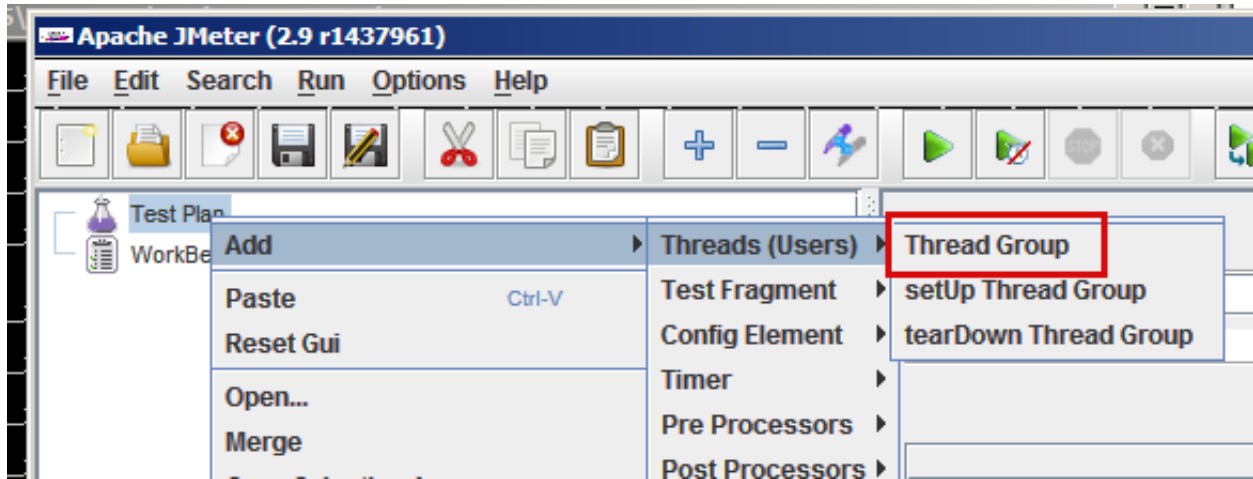 Apache JMeter (2.9 r1437961)
File Edit Search Run Options Help
STOP
Test Plan
WorkBe
Add
Paste Ctrl-V
Reset Gui
Open...
Merge
Threads (Users)
Test Fragment
Config Element
Timer
Pre Processors
Post Processors
Thread Group
setUp Thread Group
tearDown Thread Group